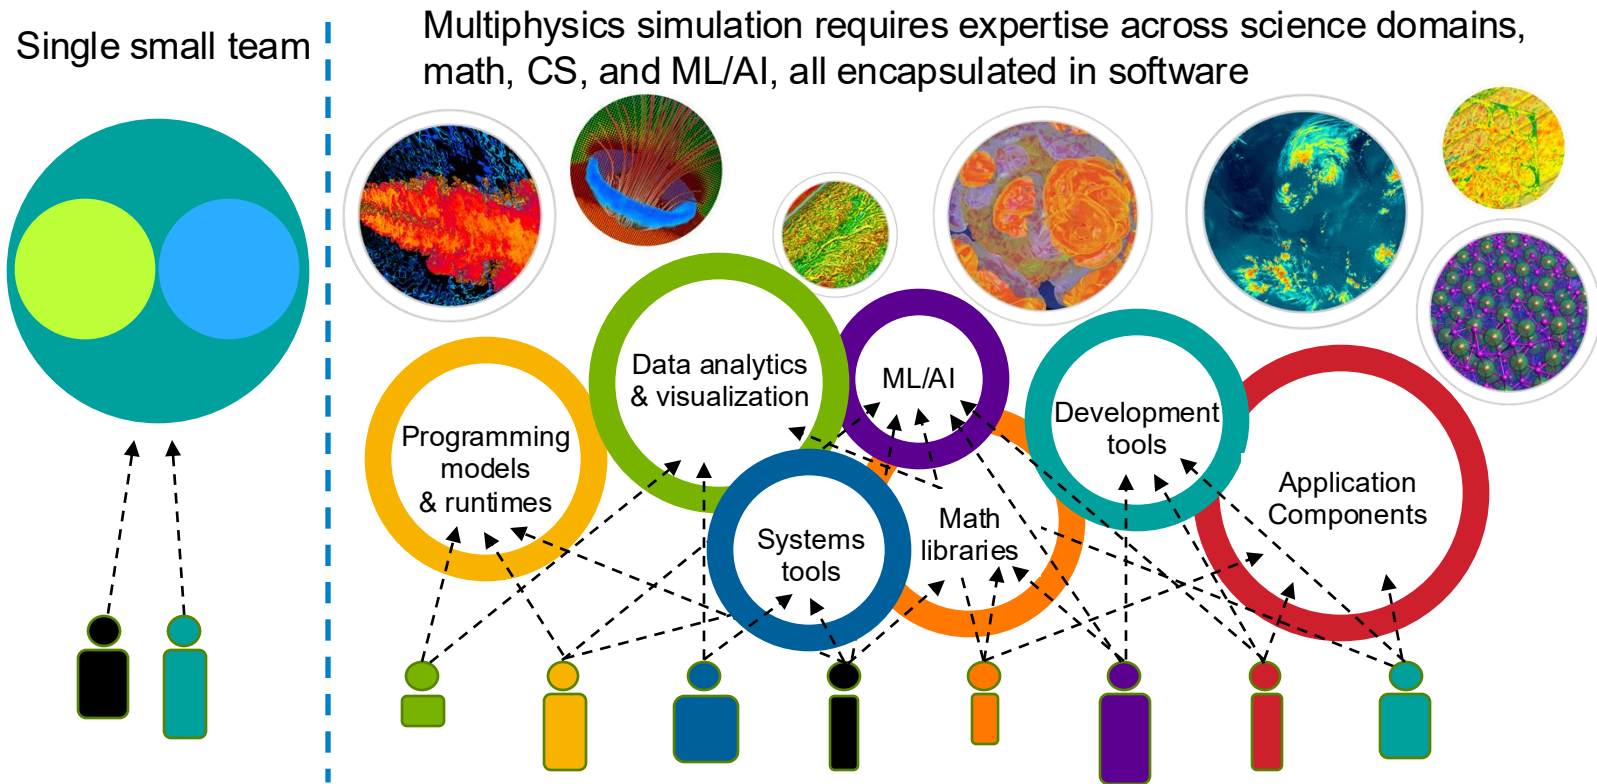 Single small team
Multiphysics simulation requires expertise across science domains,
math, CS, and ML/AI, all encapsulated in software
Programming
models
& runtimes
Data analytics
& visualization
Systems
tools
ML/AI
Math
libraries
Development
tools
Application
Components